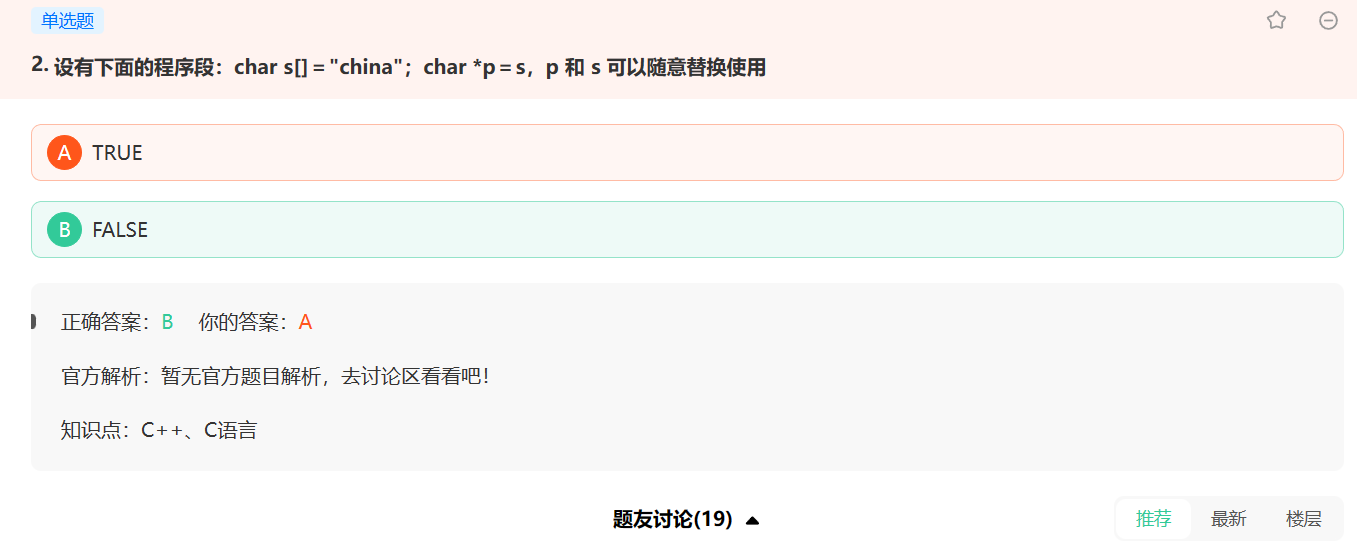 单选题
2. 设有下面的程序段：char s[] = "china"；char *p = s，p 和 s 可以随意替换使用
A TRUE
B FALSE
正确答案：B 你的答案：A
官方解析：暂无官方题目解析，去讨论区看看吧！
知识点：C++、C语言
题友讨论(19)
推荐 最新 楼层